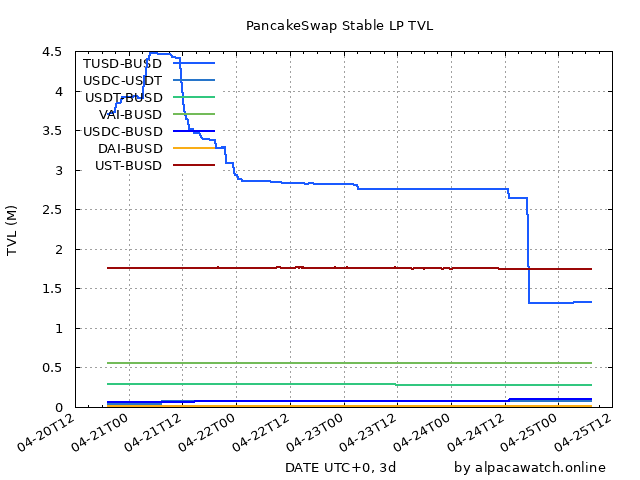 PancakeSwap Stable LP TVL
TVL (M)
4.5
4
3.5
3
2.5
2
1.5
1
0.5
0
TUSD-BUSD
USDC-USDT
USDT-BUSD
VAI-BUSD
USDC-BUSD
DAI-BUSD
UST-BUSD
04-20T12
04-21T00
04-21T12
04-22T00
04-22T12
04-23T00
04-23T12
04-24T00
04-24T12
04-25T00
04-25T12
DATE UTC+0, 3d
by alpacawatch.online